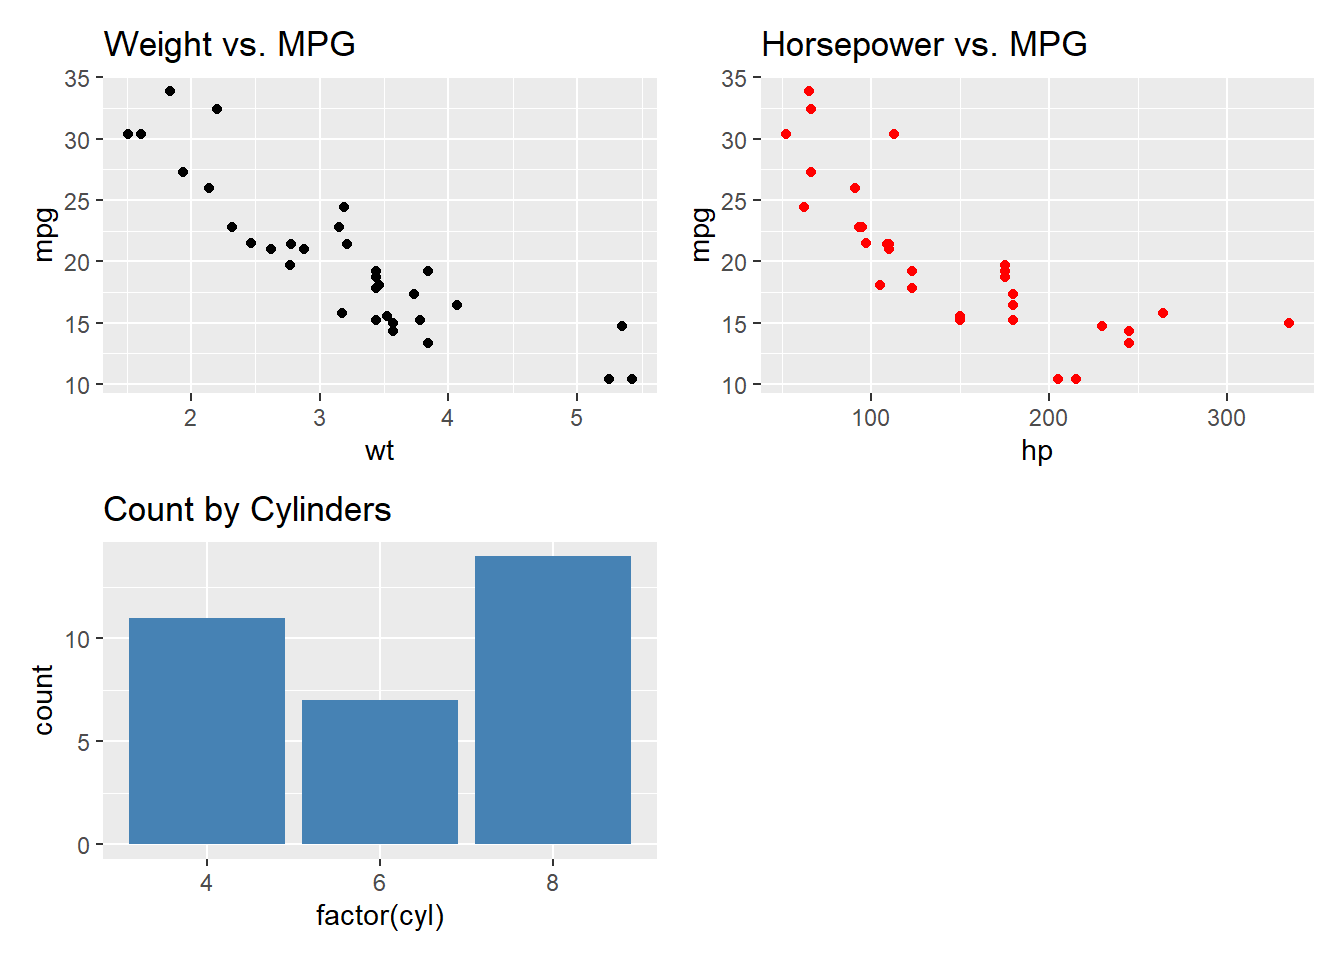 Weight vs. MPG
35
30
25
20
15
10
mpg
2 3 4 5
wt
Horsepower vs. MPG
35
30
25
20
15
10
mpg
100 200 300
hp
Count by Cylinders
10
5
0
count
4 6 8
factor(cyl)